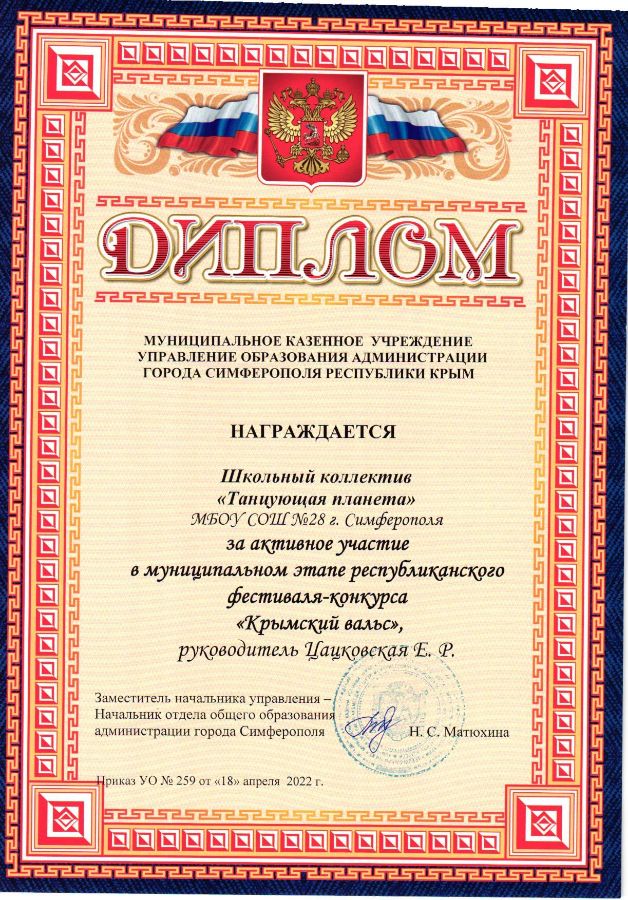 ДИПЛОМ
МУНИЦИПАЛЬНОЕ КАЗЕННОЕ УЧРЕЖДЕНИЕ
УПРАВЛЕНИЕ ОБРАЗОВАНИЯ АДМИНИСТРАЦИИ
ГОРОДА СИМФЕРОПОЛЯ РЕСПУБЛИКИ КРЫМ
НАГРАЖДАЕТСЯ
Школьный коллектив
«Танцующая планета»
МБОУ СОШ №28 г. Симферополя
за активное участие
в муниципальном этапе республиканского
фестиваля-конкурса
«Крымский вальс»,
руководитель Цацковская Е. Р.
Заместитель начальника управления –
Начальник отдела общего образования
администрации города Симферополя Н. С. Матюхина
Приказ УО № 259 от «18» апреля 2022 г.